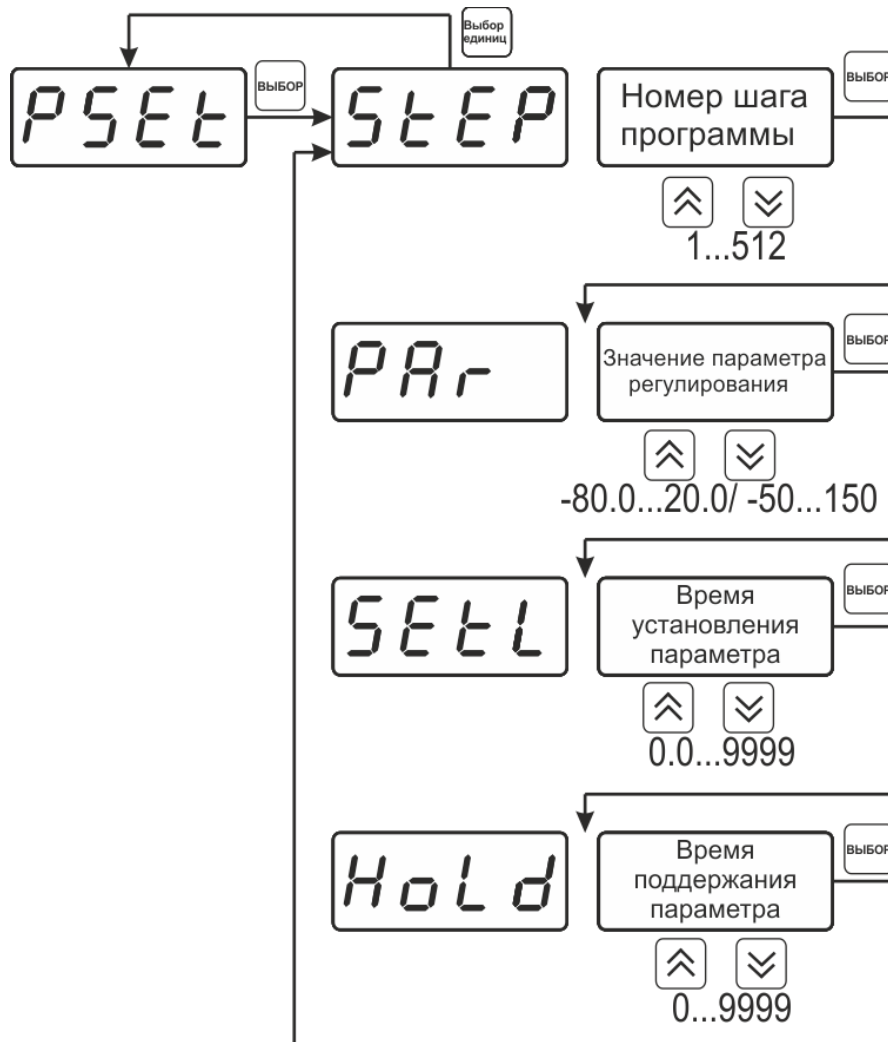 Выбор
единиц
PSEt
ВЫБОР
StEP
Номер шага
программы
ВЫБОР
1...512
PAr
Значение параметра
регулирования
ВЫБОР
-80.0...20.0/ -50...150
SEtL
Время
установления
параметра
ВЫБОР
0.0...9999
HoLd
Время
поддержания
параметра
ВЫБОР
0...9999